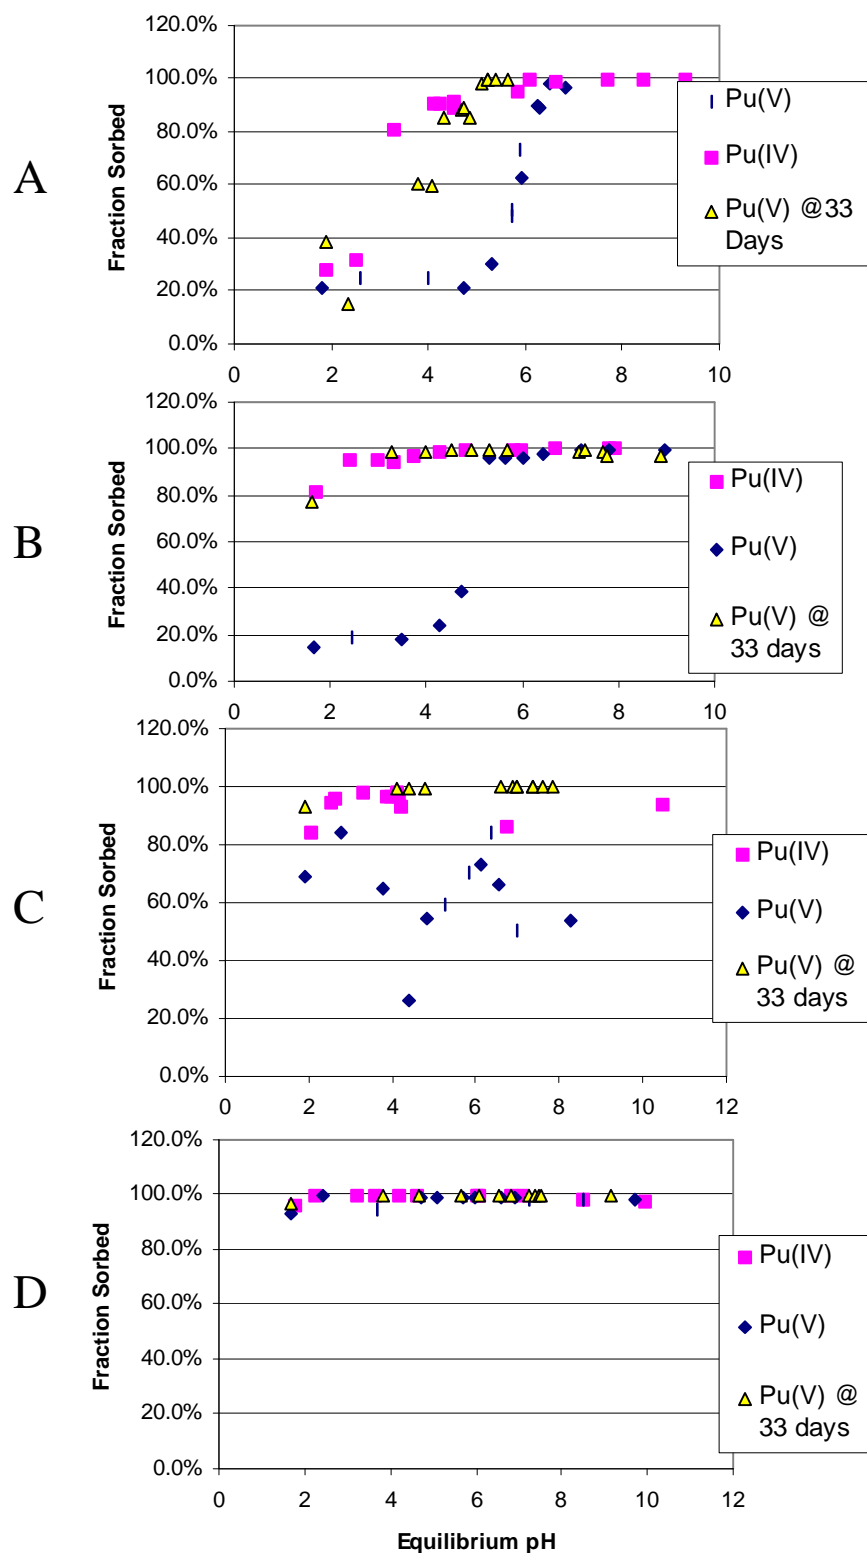 A
Fraction Sorbed
120.0%
100.0%
80.0%
60.0%
40.0%
20.0%
0.0%
0 2 4 6 8 10
Pu(V)
Pu(IV)
Pu(V) @33
Days
B
Fraction Sorbed
120.0%
100.0%
80.0%
60.0%
40.0%
20.0%
0.0%
0 2 4 6 8 10
Pu(IV)
Pu(V)
Pu(V) @
33 days
C
Fraction Sorbed
120.0%
100.0%
80.0%
60.0%
40.0%
20.0%
0.0%
0 2 4 6 8 10 12
Pu(IV)
Pu(V)
Pu(V) @
33 days
D
Fraction Sorbed
120.0%
100.0%
80.0%
60.0%
40.0%
20.0%
0.0%
0 2 4 6 8 10 12
Pu(IV)
Pu(V)
Pu(V) @
33 days
Equilibrium pH